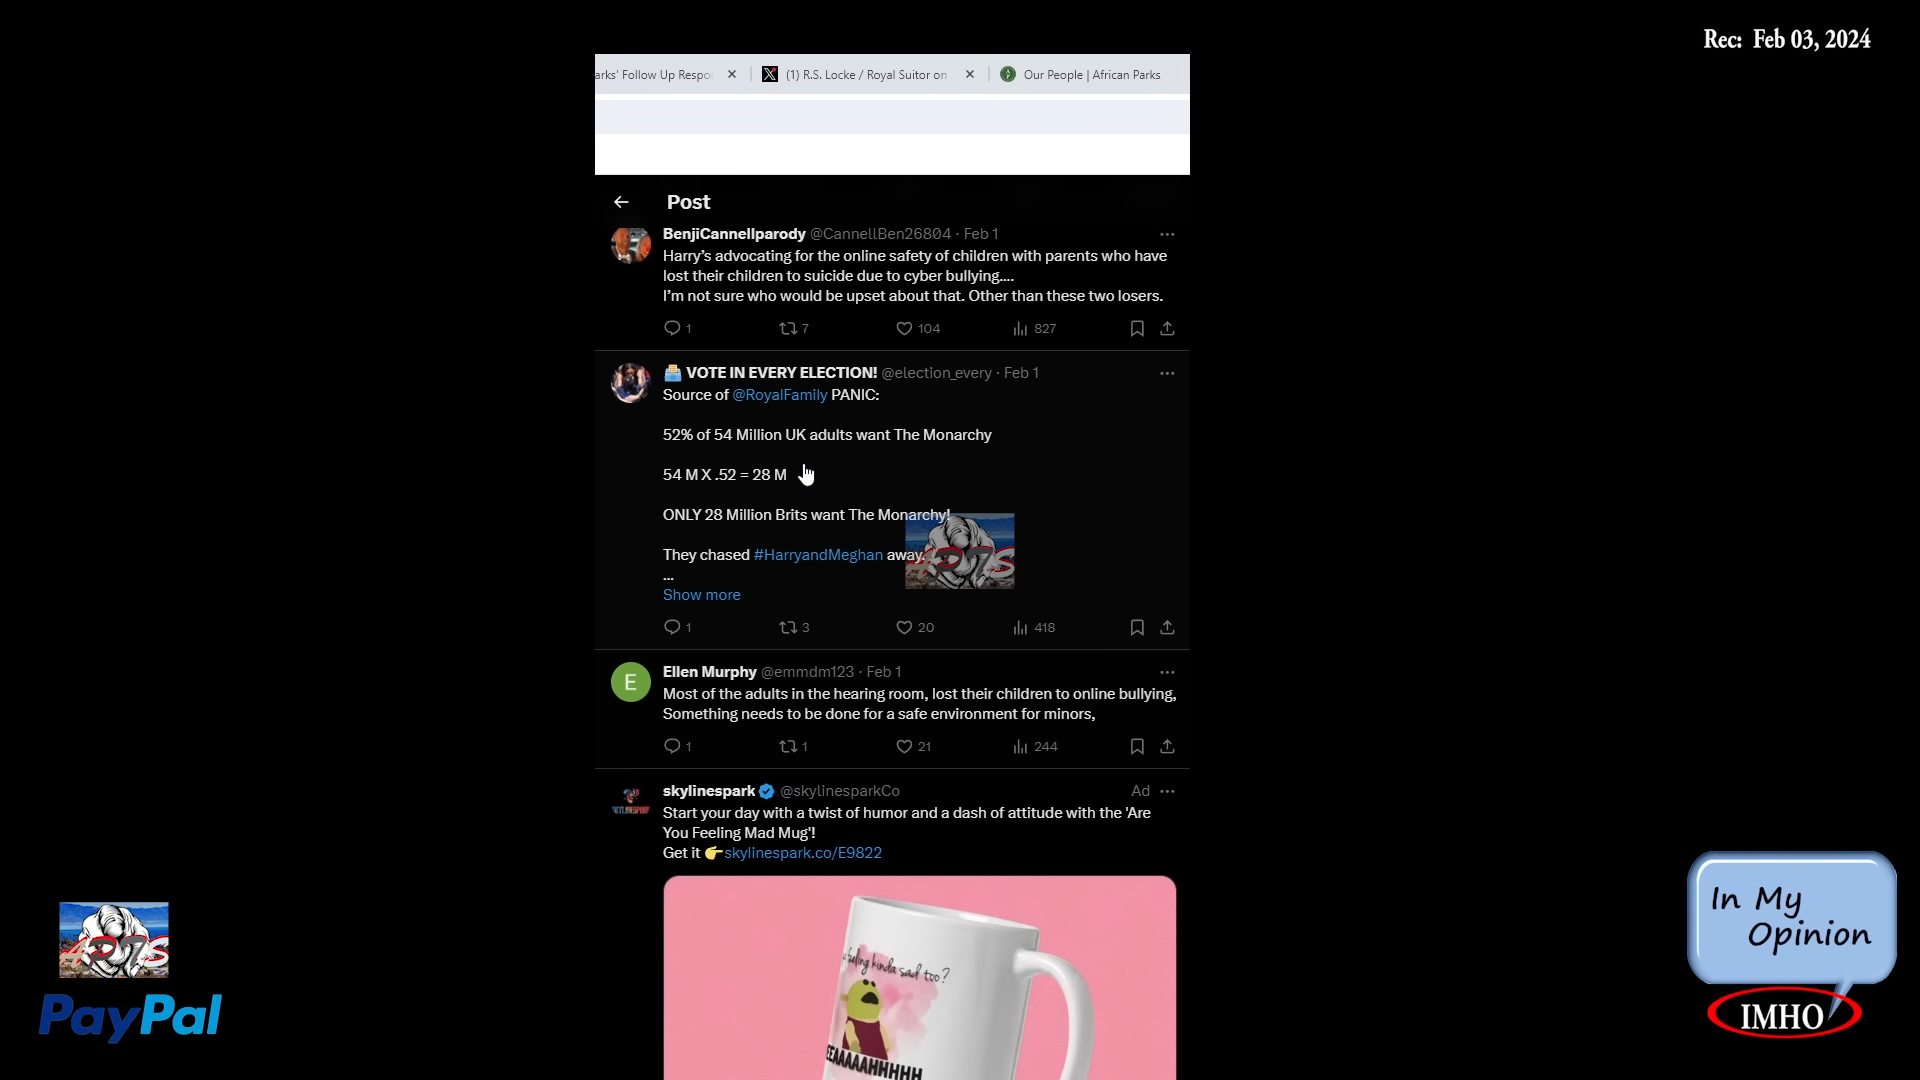 Rec: Feb 03, 2024
arks' Follow Up Respo
(1) R.S. Locke / Royal Suitor on
Our People | African Parks
Post
BenjiCannellparody @CannellBen26804 · Feb 1
Harry's advocating for the online safety of children with parents who have
lost their children to suicide due to cyber bullying....
I'm not sure who would be upset about that. Other than these two losers.
1 7 104 827
VOTE IN EVERY ELECTION! @election_every · Feb 1
Source of @RoyalFamily PANIC:
52% of 54 Million UK adults want The Monarchy
54 M X .52 = 28 M
ONLY 28 Million Brits want The Monarchy!
They chased #HarryandMeghan away.
...
Show more
1 3 20 418
E
Ellen Murphy @emmdm123 · Feb 1
Most of the adults in the hearing room, lost their children to online bullying,
Something needs to be done for a safe environment for minors,
1 1 21 244
skylinespark @skylinesparkCo Ad
Start your day with a twist of humor and a dash of attitude with the 'Are
You Feeling Mad Mug'!
Get it 👉skylinespark.co/E9822
feeling kinda sad too?
EEAAAAAHHHHH
PayPal
In My
Opinion
IMHO